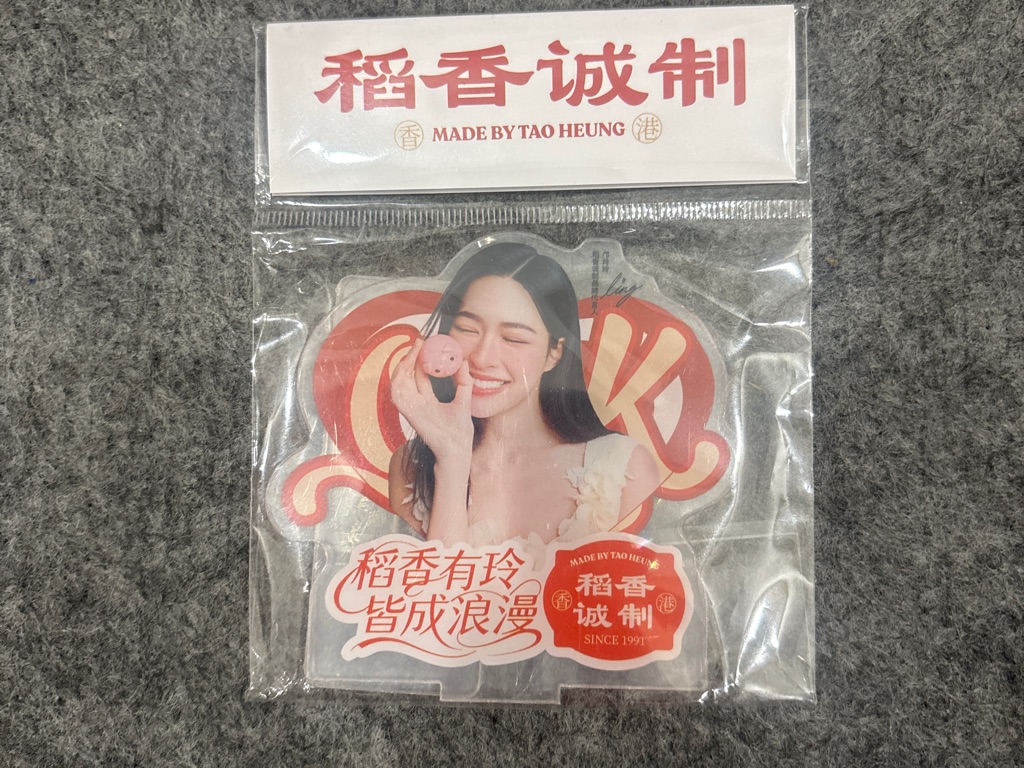 稻香诚制
香 MADE BY TAO HEUNG 港
ling
K
稻香有玲
皆成浪漫
MADE BY TAO HEUNG
稻香
香 港
诚制
SINCE 1991